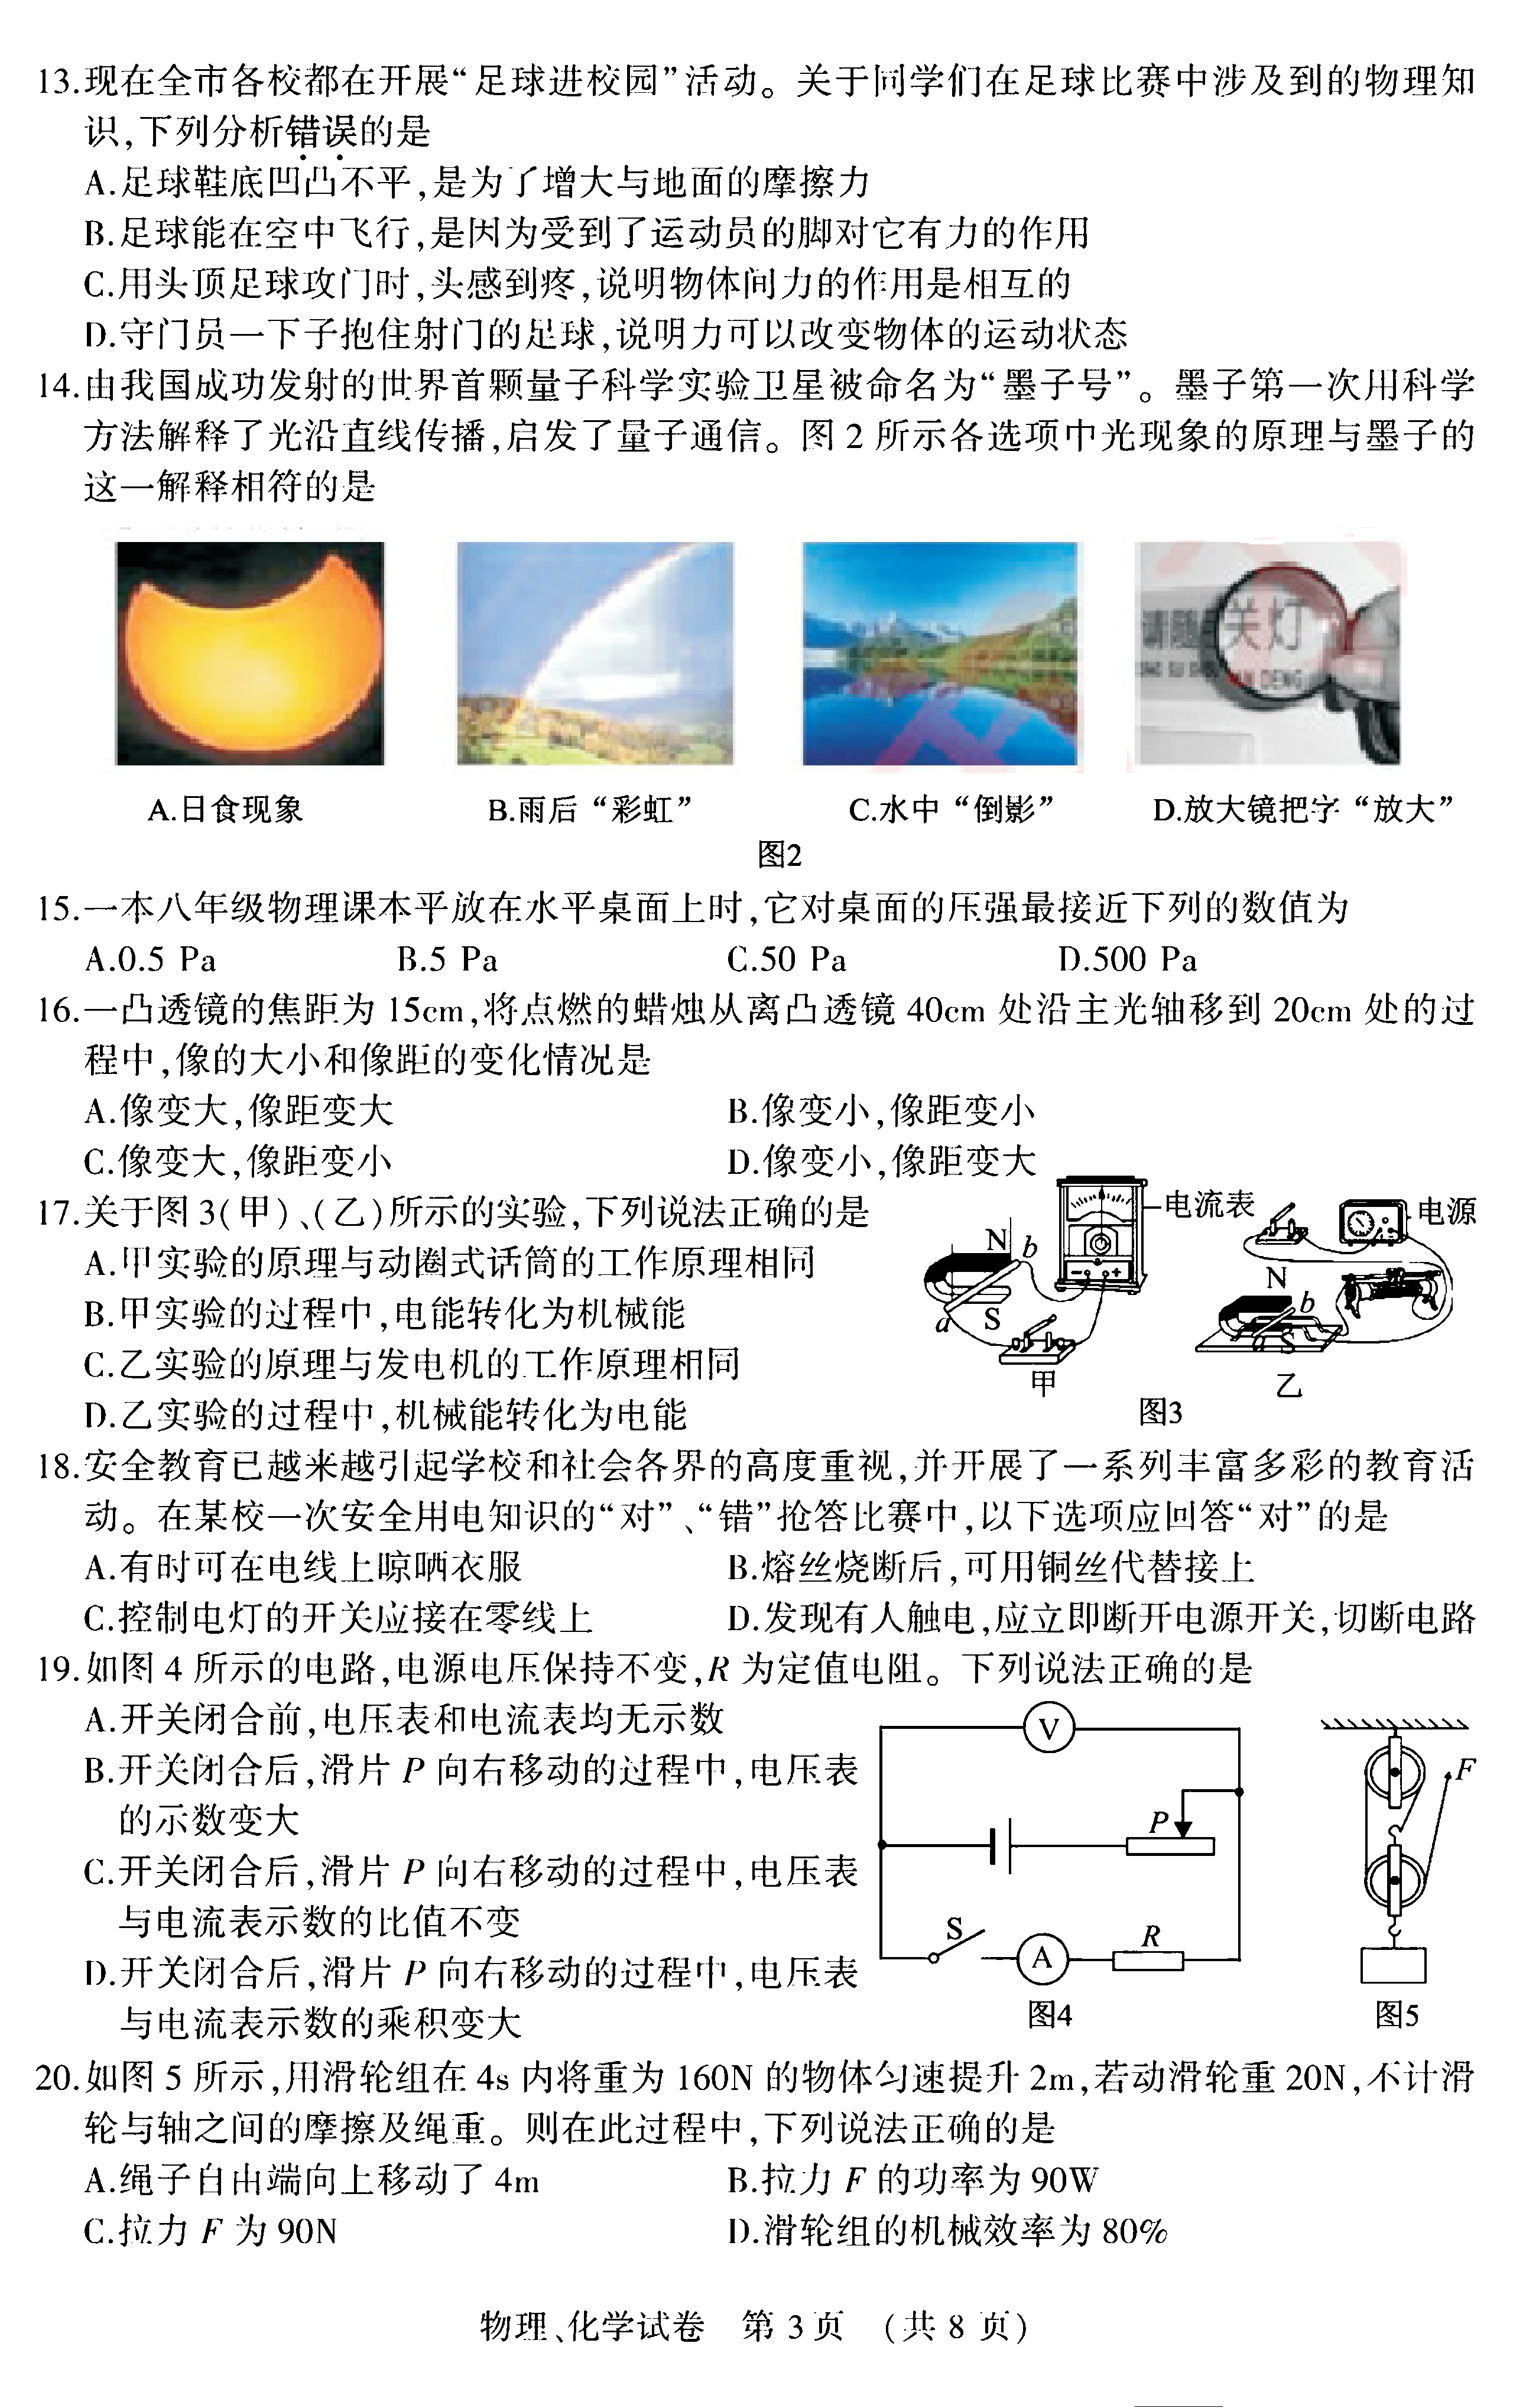 13.现在全市各校都在开展“足球进校园”活动。关于同学们在足球比赛中涉及到的物理知
识,下列分析错误的是
A.足球鞋底凹凸不平,是为了增大与地面的摩擦力
B.足球能在空中飞行,是因为受到了运动员的脚对它有力的作用
C.用头顶足球攻门时,头感到疼,说明物体间力的作用是相互的
D.守门员一下子抱住射门的足球,说明力可以改变物体的运动状态
14.由我国成功发射的世界首颗量子科学实验卫星被命名为“墨子号”。墨子第一次用科学
方法解释了光沿直线传播,启发了量子通信。图 2 所示各选项中光现象的原理与墨子的
这一解释相符的是
关灯
A.日食现象
B.雨后“彩虹”
C.水中“倒影”
D.放大镜把字“放大”
图2
15.一本八年级物理课本平放在水平桌面上时,它对桌面的压强最接近下列的数值为
A.0.5 Pa B.5 Pa C.50 Pa D.500 Pa
16.一凸透镜的焦距为 15cm,将点燃的蜡烛从离凸透镜 40cm 处沿主光轴移到 20cm 处的过
程中,像的大小和像距的变化情况是
A.像变大,像距变大 B.像变小,像距变小
C.像变大,像距变小 D.像变小,像距变大
17.关于图 3(甲)、(乙)所示的实验,下列说法正确的是
A.甲实验的原理与动圈式话筒的工作原理相同
B.甲实验的过程中,电能转化为机械能
C.乙实验的原理与发电机的工作原理相同
D.乙实验的过程中,机械能转化为电能
电流表
N
b
a
S
- +
甲
电源
N
b
a
S
乙
图3
18.安全教育已越来越引起学校和社会各界的高度重视,并开展了一系列丰富多彩的教育活
动。在某校一次安全用电知识的“对”、“错”抢答比赛中,以下选项应回答“对”的是
A.有时可在电线上晾晒衣服 B.熔丝烧断后,可用铜丝代替接上
C.控制电灯的开关应接在零线上 D.发现有人触电,应立即断开电源开关,切断电路
19.如图 4 所示的电路,电源电压保持不变,R 为定值电阻。下列说法正确的是
A.开关闭合前,电压表和电流表均无示数
B.开关闭合后,滑片 P 向右移动的过程中,电压表
的示数变大
C.开关闭合后,滑片 P 向右移动的过程中,电压表
与电流表示数的比值不变
D.开关闭合后,滑片 P 向右移动的过程中,电压表
与电流表示数的乘积变大
V
P
S
A
R
图4
F
图5
20.如图 5 所示,用滑轮组在 4s 内将重为 160N 的物体匀速提升 2m,若动滑轮重 20N,不计滑
轮与轴之间的摩擦及绳重。则在此过程中,下列说法正确的是
A.绳子自由端向上移动了 4m B.拉力 F 的功率为 90W
C.拉力 F 为 90N D.滑轮组的机械效率为 80%
物理、化学试卷 第 3 页 (共 8 页)